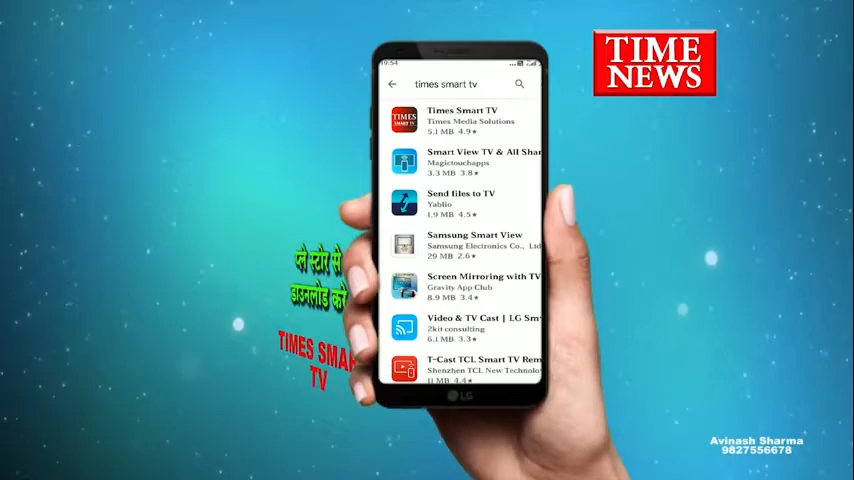 TIME
NEWS
19:54
times smart tv
Times Smart TV
Times Media Solutions
5.1 MB 4.9★
Smart View TV & All Shar
Magictouchapps
3.3 MB 3.8★
Send files to TV
Yablio
1.9 MB 4.5★
Samsung Smart View
Samsung Electronics Co., Ltd
29 MB 2.6★
Screen Mirroring with TV
Gravity App Club
8.9 MB 3.4★
Video & TV Cast | LG Sm
2kit consulting
6.1 MB 3.3★
T-Cast TCL Smart TV Rem
Shenzhen TCL New Technolo
11 MB 4.4★
LG
प्ले स्टोर से
डाउनलोड करे
TIMES SMAR
TV
TIMES
SMART TV
Avinash Sharma
9827556678